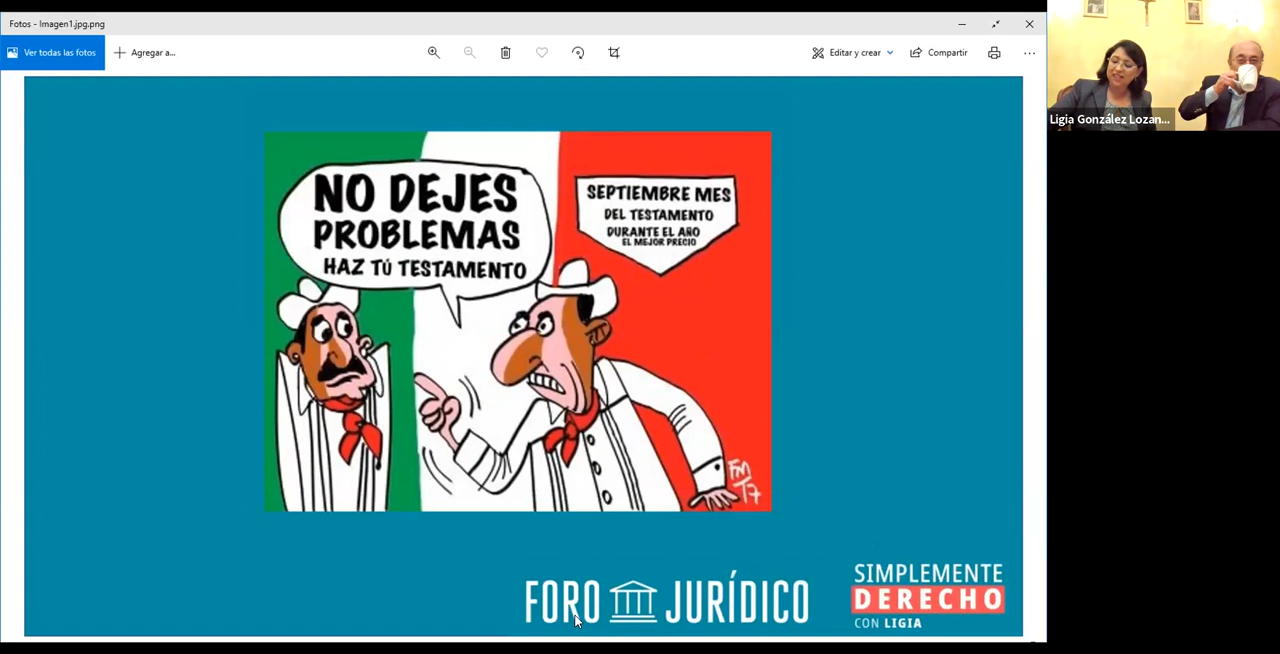 Fotos - Imagen1.jpg.png
Ver todas las fotos
Agregar a...
Editar y crear
Compartir
Ligia González Lozan...
NO DEJES
PROBLEMAS
HAZ TÚ TESTAMENTO
SEPTIEMBRE MES
DEL TESTAMENTO
DURANTE EL AÑO
EL MEJOR PRECIO
FM
17
FORO JURÍDICO
SIMPLEMENTE
DERECHO
CON LIGIA